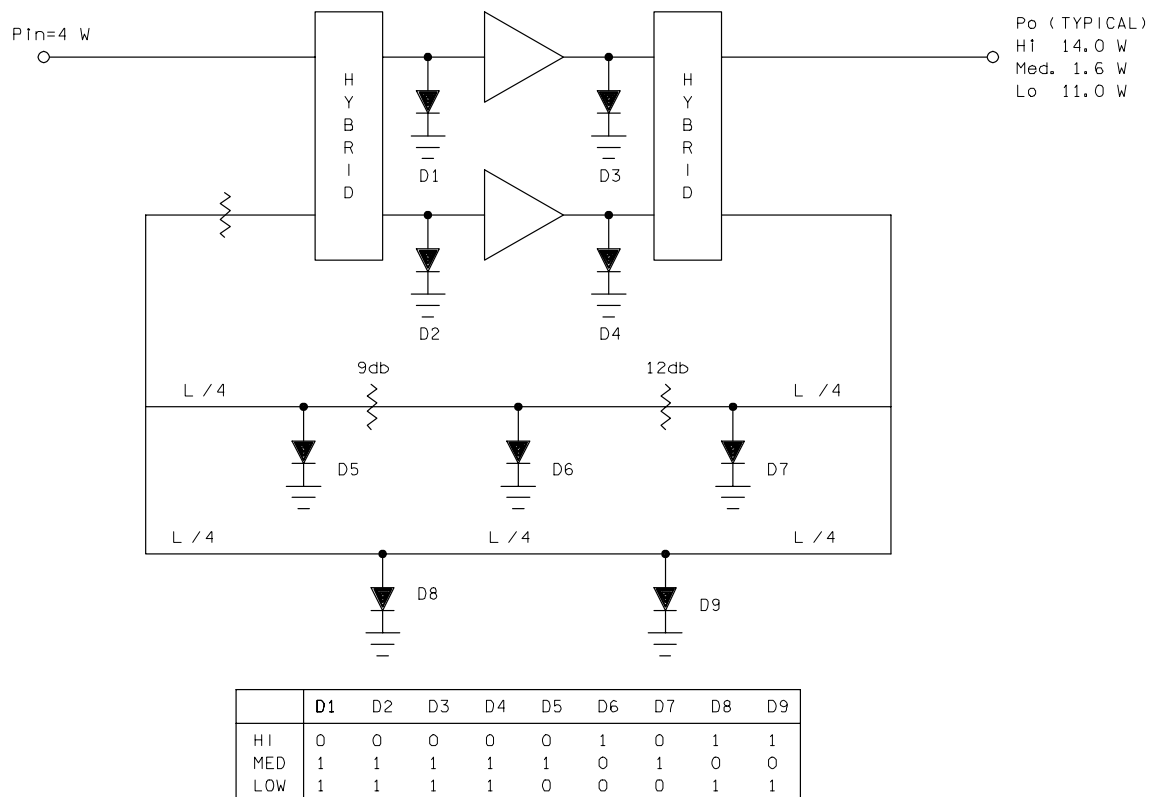 Pin=4 W
Po (TYPICAL)
Hi 14.0 W
Med. 1.6 W
Lo 11.0 W
HYBRID
HYBRID
D1
D3
D2
D4
9db
12db
L /4
L /4
D5
D6
D7
L /4
L /4
L /4
D8
D9
D1 D2 D3 D4 D5 D6 D7 D8 D9
HI 0 0 0 0 0 1 0 1 1
MED 1 1 1 1 1 0 1 0 0
LOW 1 1 1 1 0 0 0 1 1